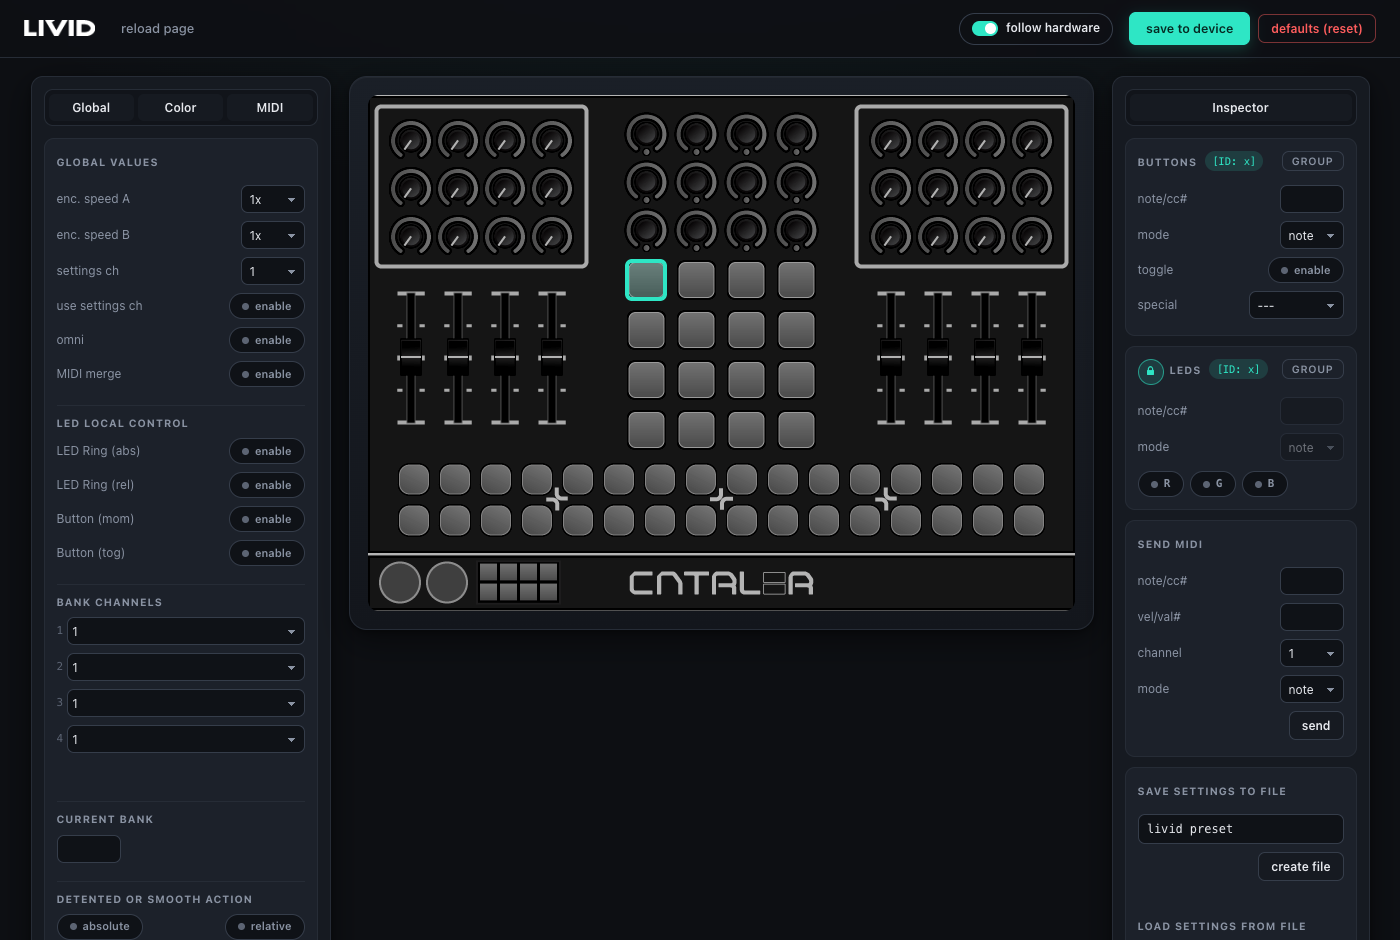 LIVID
reload page
follow hardware
save to device
defaults (reset)
Global
Color
MIDI
GLOBAL VALUES
enc. speed A
1x
enc. speed B
1x
settings ch
1
use settings ch
enable
omni
enable
MIDI merge
enable
LED LOCAL CONTROL
LED Ring (abs)
enable
LED Ring (rel)
enable
Button (mom)
enable
Button (tog)
enable
BANK CHANNELS
1
1
2
1
3
1
4
1
CURRENT BANK
DETENTED OR SMOOTH ACTION
absolute
relative
CNTRL:R
Inspector
BUTTONS
[ID: x]
GROUP
note/cc#
mode
note
toggle
enable
special
---
LEDS
[ID: x]
GROUP
note/cc#
mode
note
R
G
B
SEND MIDI
note/cc#
vel/val#
channel
1
mode
note
send
SAVE SETTINGS TO FILE
livid preset
create file
LOAD SETTINGS FROM FILE